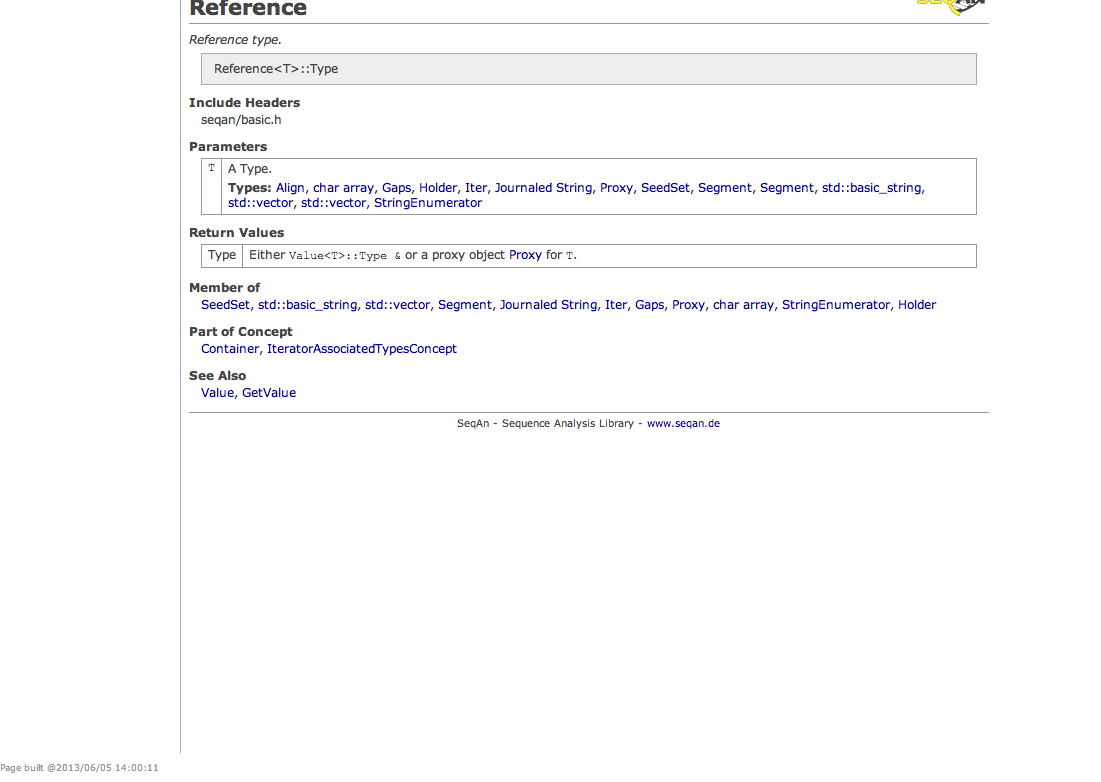 Reference
Reference type.
Reference<T>::Type
Include Headers
seqan/basic.h
Parameters
T A Type.
Types: Align, char array, Gaps, Holder, Iter, Journaled String, Proxy, SeedSet, Segment, Segment, std::basic_string,
std::vector, std::vector, StringEnumerator
Return Values
Type Either Value<T>::Type & or a proxy object Proxy for T.
Member of
SeedSet, std::basic_string, std::vector, Segment, Journaled String, Iter, Gaps, Proxy, char array, StringEnumerator, Holder
Part of Concept
Container, IteratorAssociatedTypesConcept
See Also
Value, GetValue
SeqAn - Sequence Analysis Library - www.seqan.de
Page built @2013/06/05 14:00:11